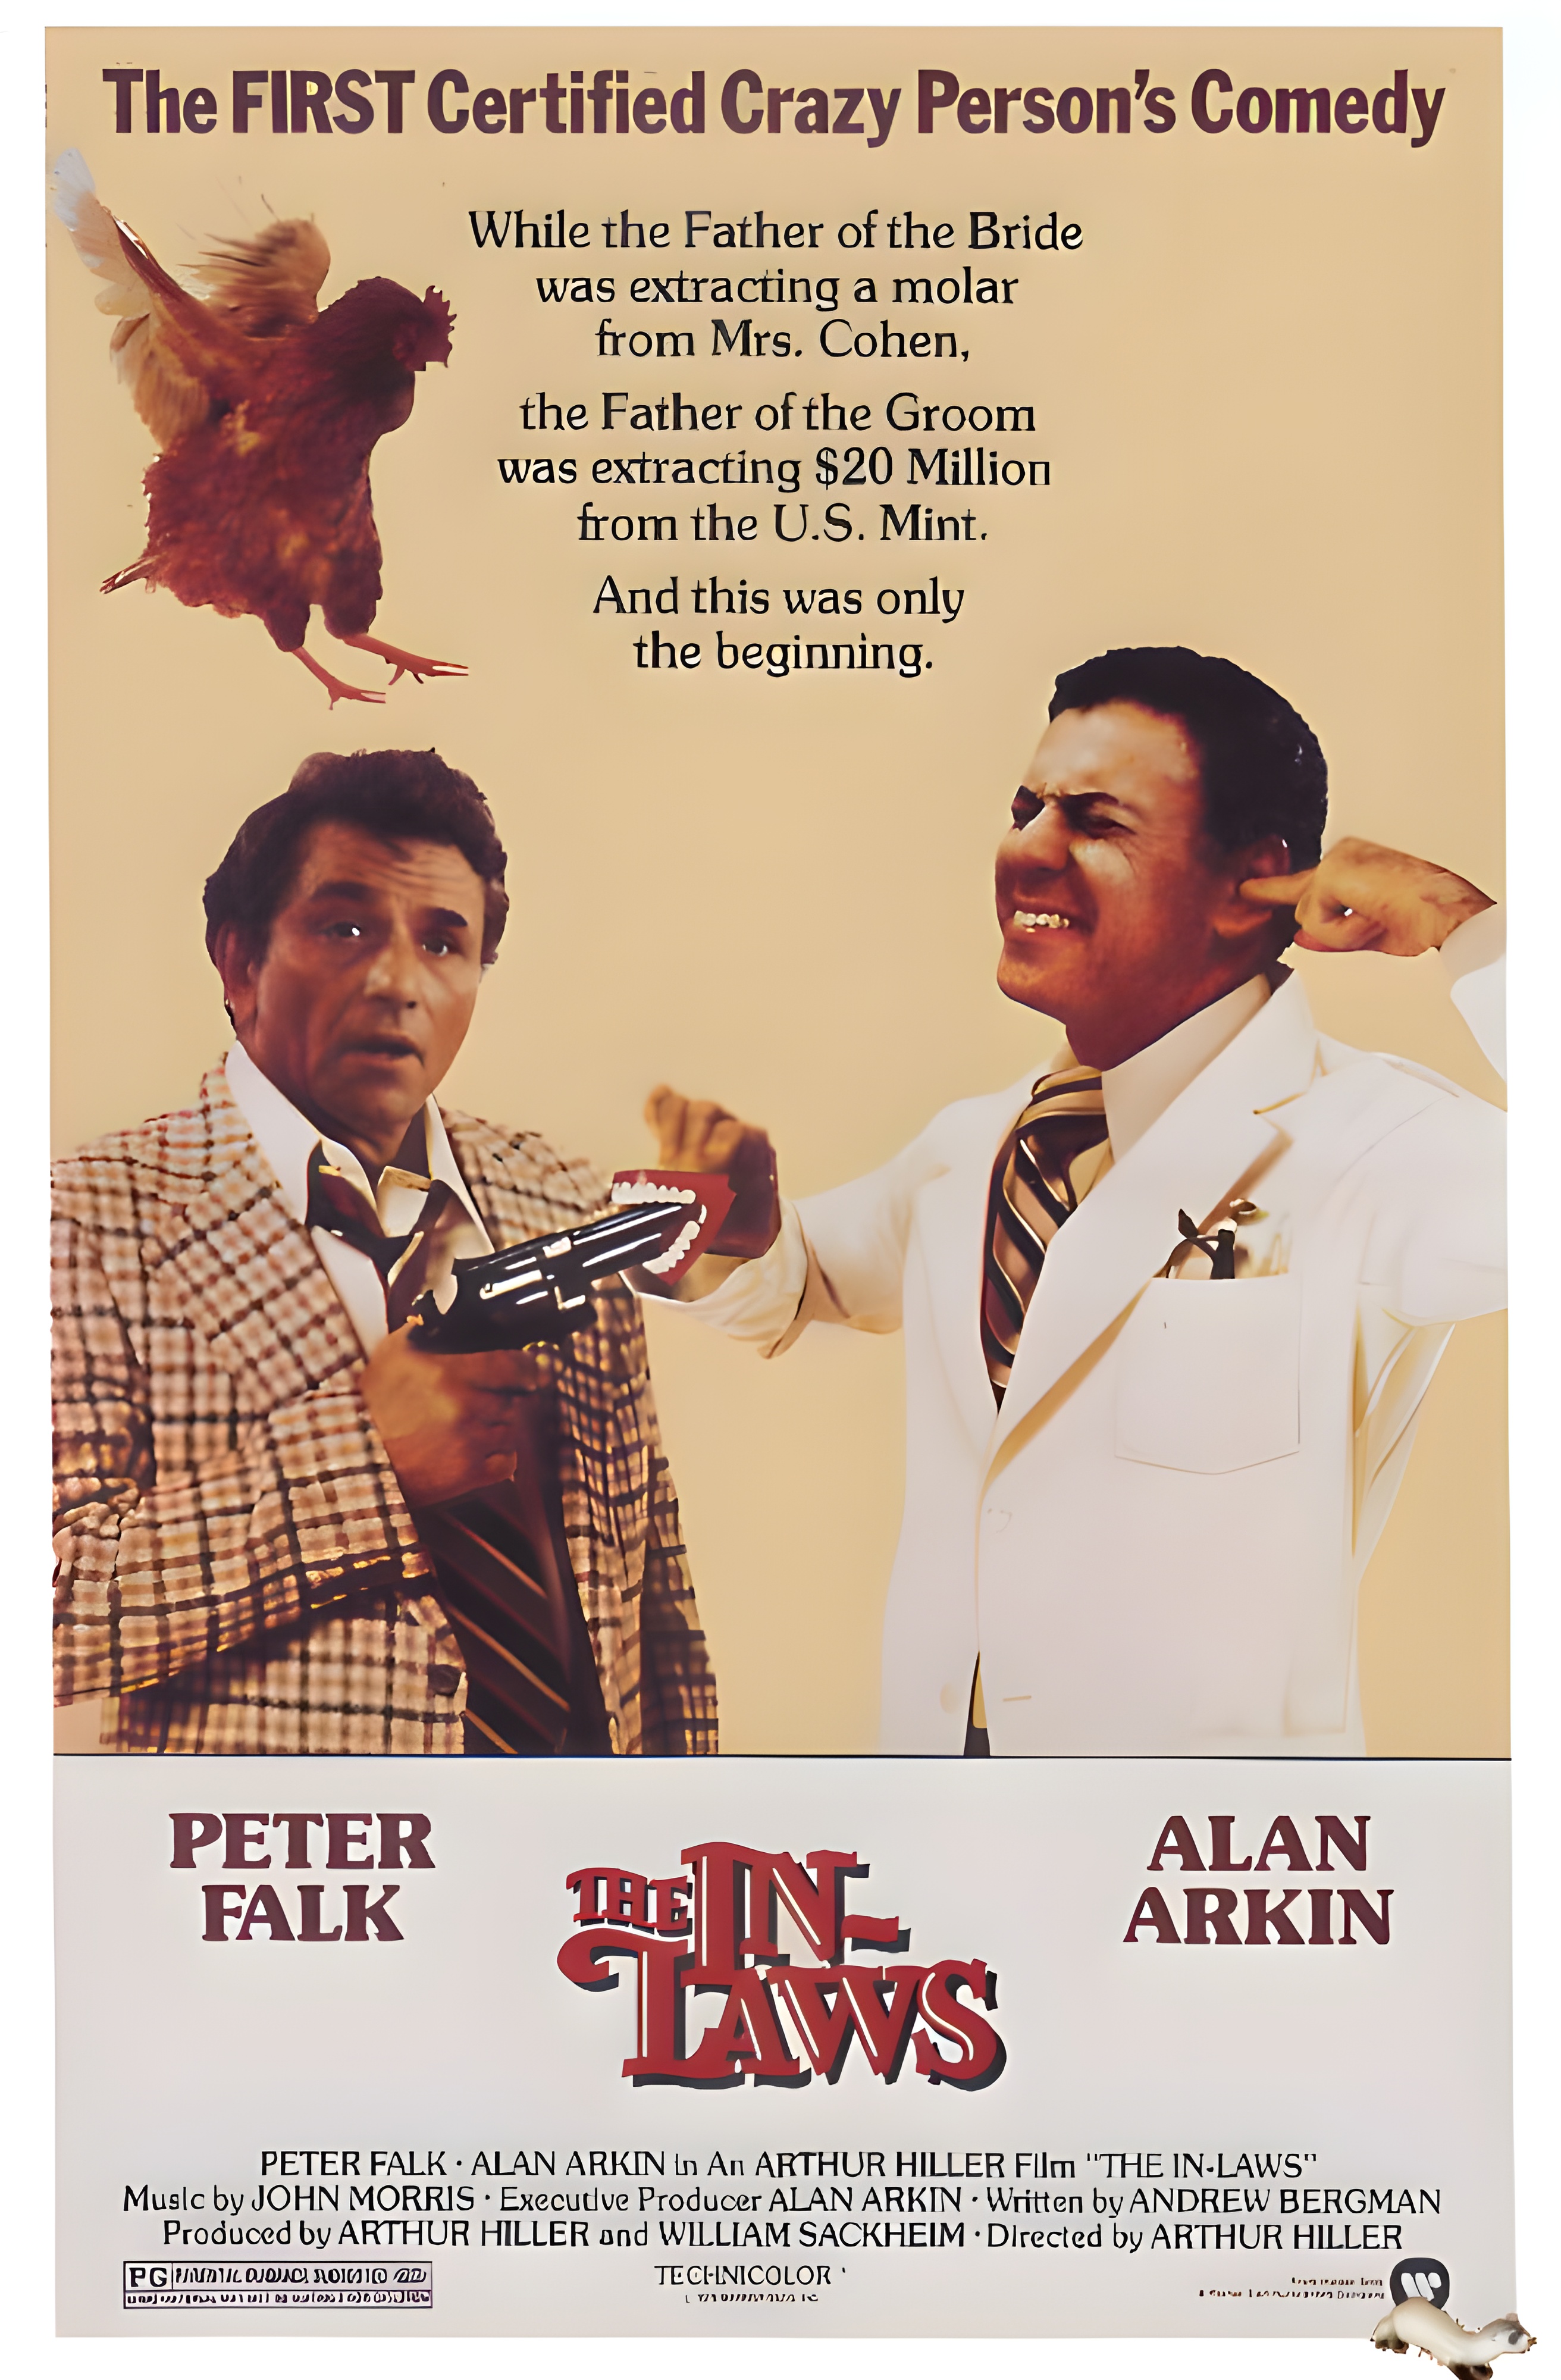 The FIRST Certified Crazy Person's Comedy
While the Father of the Bride
was extracting a molar
from Mrs. Cohen,
the Father of the Groom
was extracting $20 Million
from the U.S. Mint.
And this was only
the beginning.
PETER
FALK
THE IN-
LAWS
ALAN
ARKIN
PETER FALK · ALAN ARKIN in An ARTHUR HILLER Film "THE IN-LAWS"
Music by JOHN MORRIS · Executive Producer ALAN ARKIN · Written by ANDREW BERGMAN
Produced by ARTHUR HILLER and WILLIAM SACKHEIM · Directed by ARTHUR HILLER
PG
TECHNICOLOR